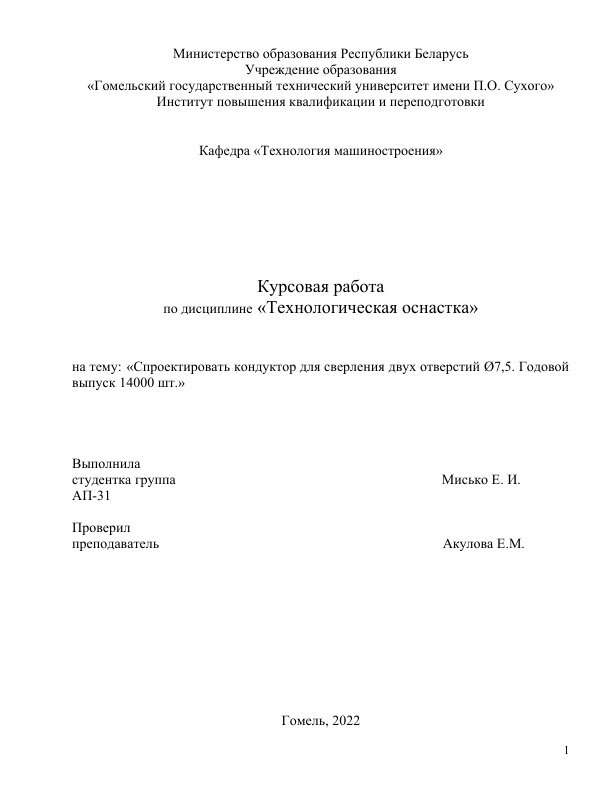 Министерство образования Республики Беларусь
Учреждение образования
«Гомельский государственный технический университет имени П.О. Сухого»
Институт повышения квалификации и переподготовки
Кафедра «Технология машиностроения»
Курсовая работа
по дисциплине «Технологическая оснастка»
на тему: «Спроектировать кондуктор для сверления двух отверстий Ø7,5. Годовой
выпуск 14000 шт.»
Выполнила
студентка группа Мисько Е. И.
АП-31
Проверил
преподаватель Акулова Е.М.
Гомель, 2022
1